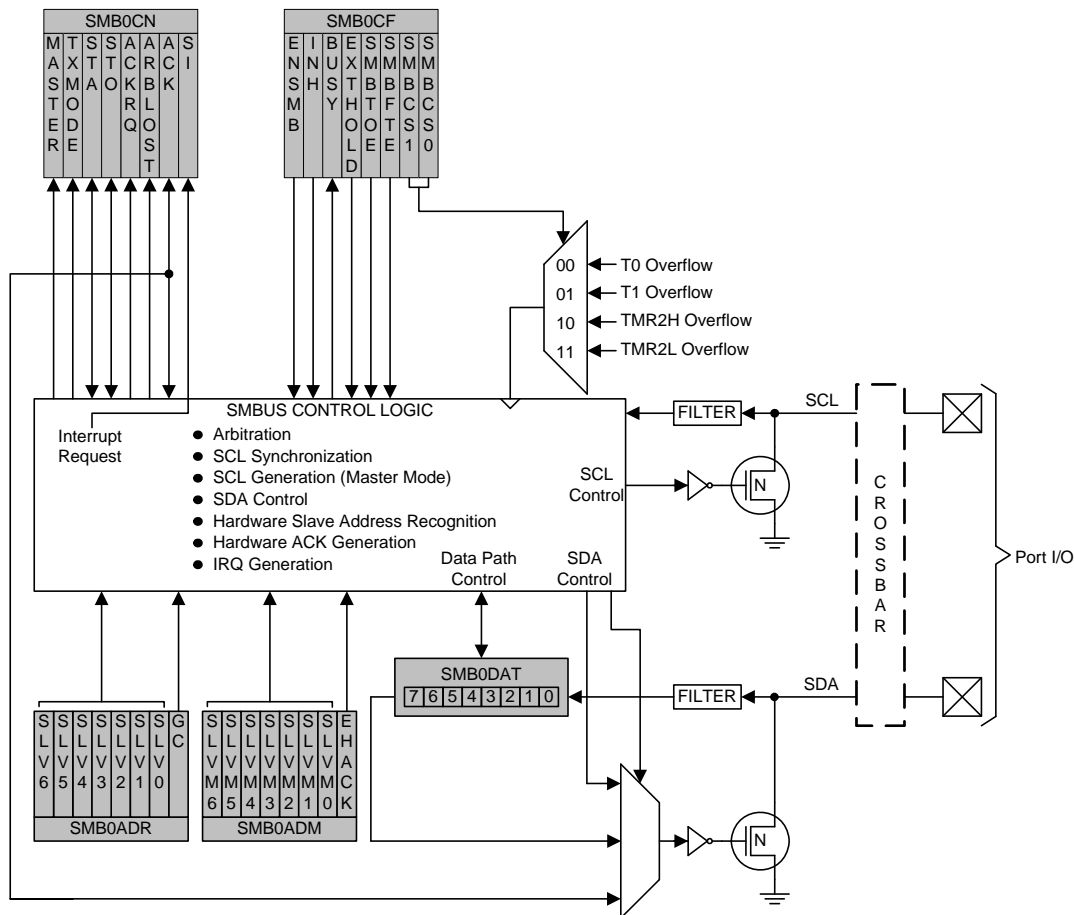 SMB0CN
MASTER
TXMODE
STA
STO
ACKRQ
ARBLOST
ACK
SI
SMB0CF
ENSMB
INH
BUSY
EXTHOLD
SMBTOE
SMBFTE
SMBCS1
SMBCS0
00
T0 Overflow
01
T1 Overflow
10
TMR2H Overflow
11
TMR2L Overflow
SMBUS CONTROL LOGIC
Interrupt
Request
● Arbitration
● SCL Synchronization
● SCL Generation (Master Mode)
● SDA Control
● Hardware Slave Address Recognition
● Hardware ACK Generation
● IRQ Generation
Data Path
Control
SCL
Control
SDA
Control
FILTER
SCL
N
CROSSBAR
Port I/O
SMB0DAT
7 6 5 4 3 2 1 0
FILTER
SDA
N
SLV6
SLV5
SLV4
SLV3
SLV2
SLV1
SLV0
GC
SMB0ADR
SLVM6
SLVM5
SLVM4
SLVM3
SLVM2
SLVM1
SLVM0
EHACK
SMB0ADM